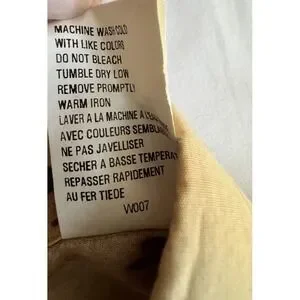 MACHINE WASH COLD
WITH LIKE COLORS
DO NOT BLEACH
TUMBLE DRY LOW
REMOVE PROMPTLY
WARM IRON
LAVER A LA MACHINE A
AVEC COULEURS
NE PAS JAVELLISER
SECHER A BASSE
REPASSER RAPIDEMENT
AU FER TIEDE
W007